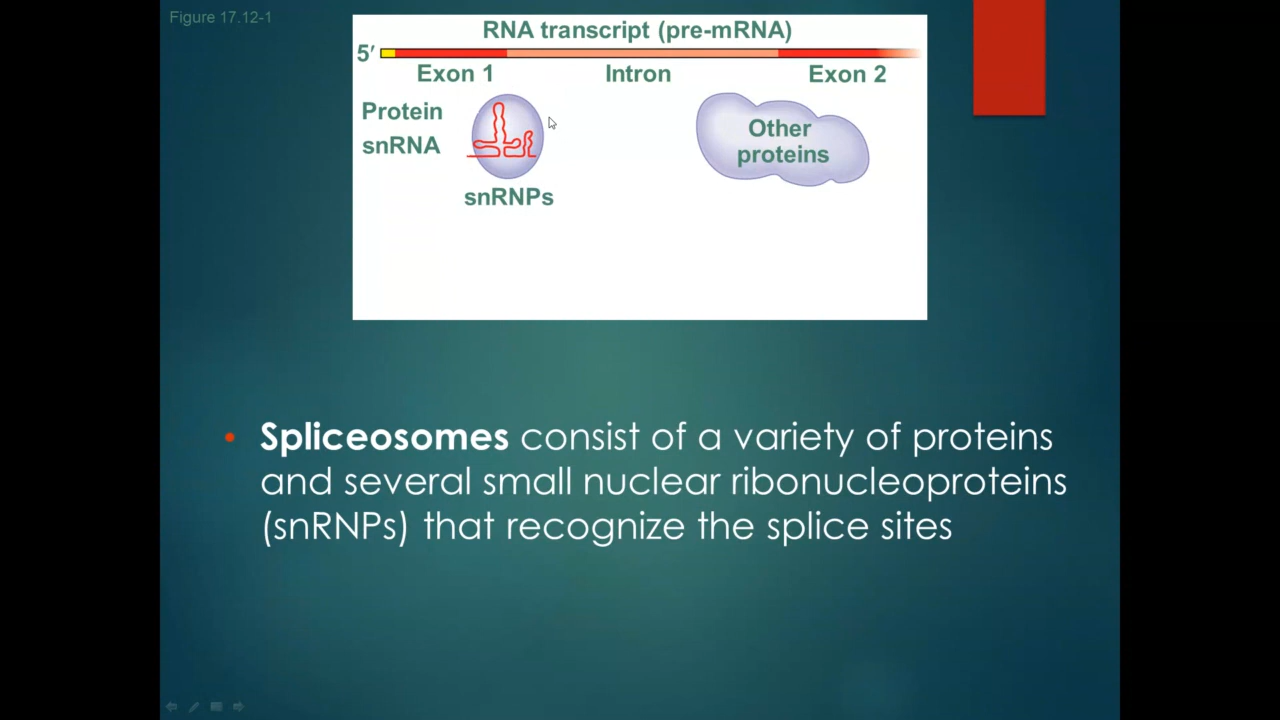 Figure 17.12-1
RNA transcript (pre-mRNA)
5′
Exon 1 Intron Exon 2
Protein
snRNA
snRNPs
Other
proteins
• Spliceosomes consist of a variety of proteins
and several small nuclear ribonucleoproteins
(snRNPs) that recognize the splice sites